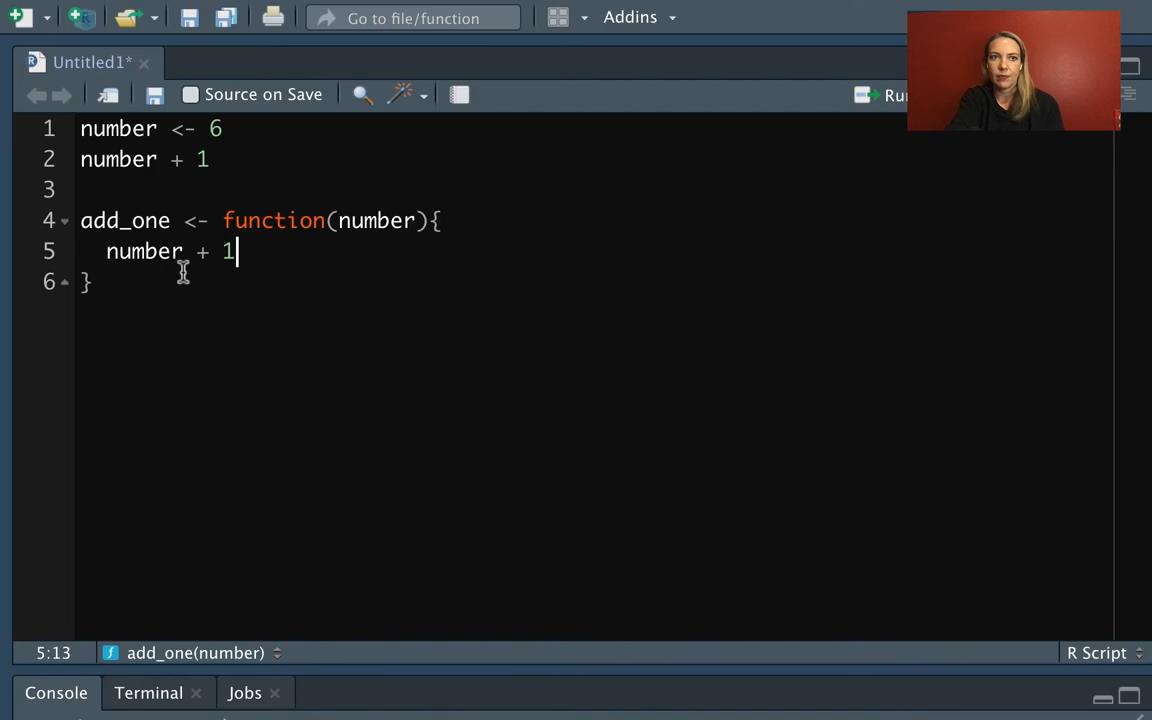 Go to file/function
Addins
Untitled1*
Source on Save
Run
1 number <- 6
2 number + 1
3
4 add_one <- function(number){
5 number + 1
6 }
5:13
add_one(number)
R Script
Console
Terminal
Jobs